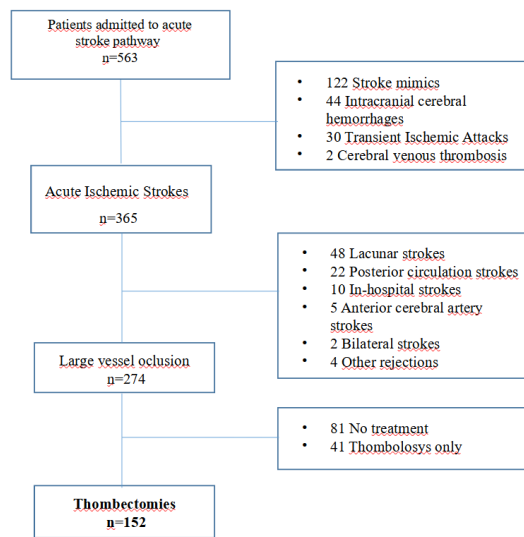 Patients admitted to acute
stroke pathway
n=563
• 122 Stroke mimics
• 44 Intracranial cerebral
hemorrhages
• 30 Transient Ischemic Attacks
• 2 Cerebral venous thrombosis
Acute Ischemic Strokes
n=365
• 48 Lacunar strokes
• 22 Posterior circulation strokes
• 10 In-hospital strokes
• 5 Anterior cerebral artery
strokes
• 2 Bilateral strokes
• 4 Other rejections
Large vessel oclusion
n=274
• 81 No treatment
• 41 Thombolosys only
Thombectomies
n=152